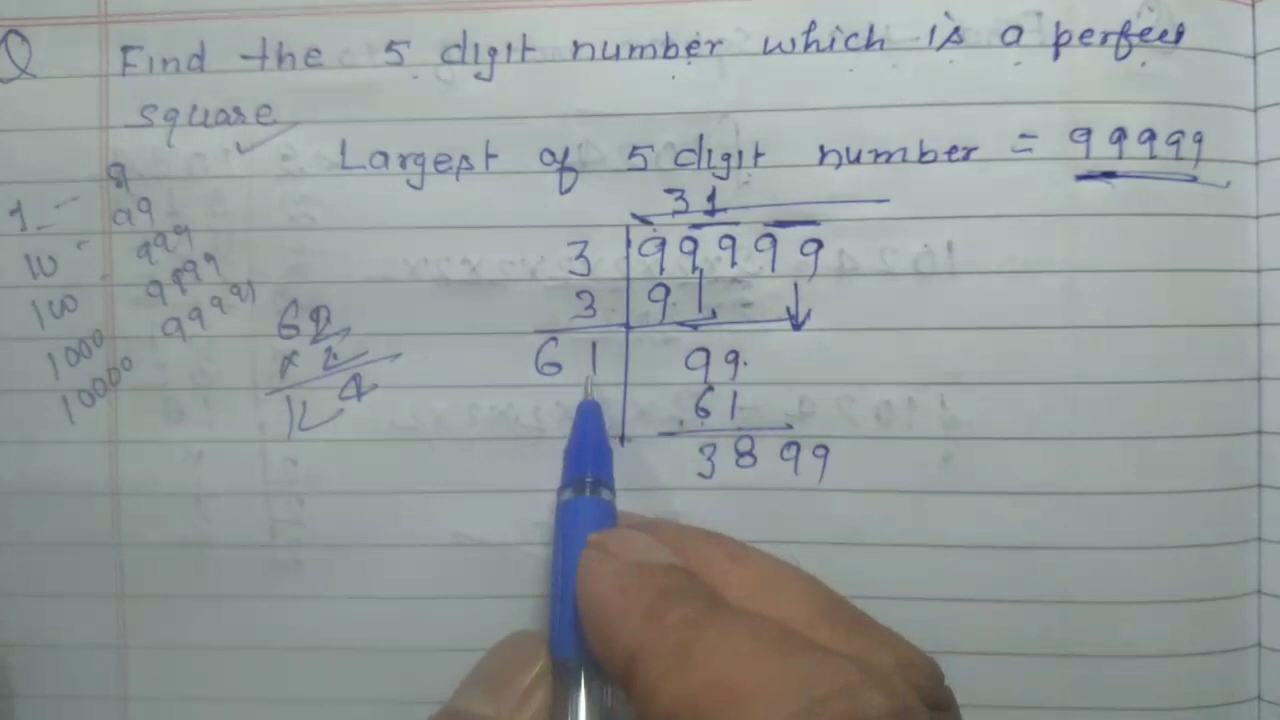 Q Find the 5 digit number which is a perfect
square
Largest of 5 digit number = 99999
9
1 - 99
10 - 999
100 - 9999
1000 99999
10000
62
x 2
124
31
3 99999
3 9
61 99
61
3899